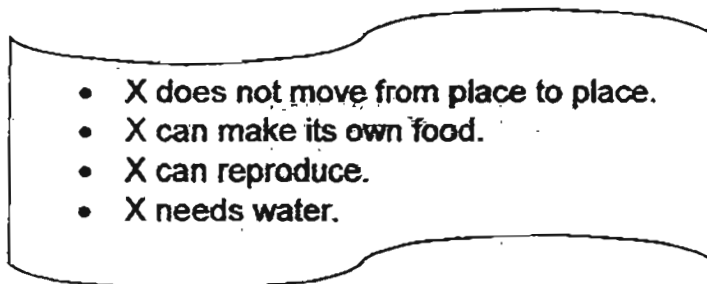 • X does not move from place to place.
• X can make its own food.
• X can reproduce.
• X needs water.